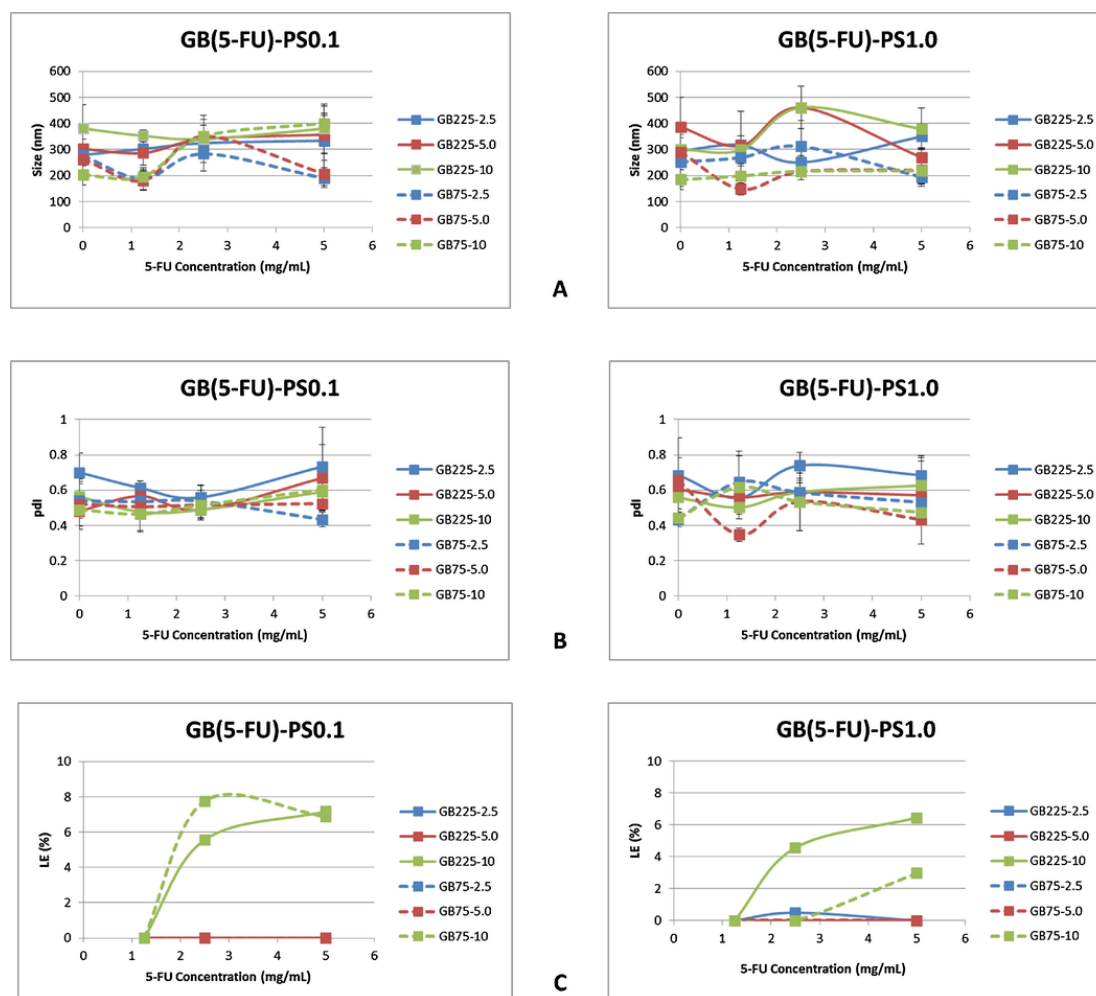 GB(5-FU)-PS0.1
600
500
400
300
200
100
0
Size (nm)
0 1 2 3 4 5 6
5-FU Concentration (mg/mL)
GB225-2.5
GB225-5.0
GB225-10
GB75-2.5
GB75-5.0
GB75-10
GB(5-FU)-PS1.0
600
500
400
300
200
100
0
Size (nm)
0 1 2 3 4 5 6
5-FU Concentration (mg/mL)
GB225-2.5
GB225-5.0
GB225-10
GB75-2.5
GB75-5.0
GB75-10
A
GB(5-FU)-PS0.1
1
0.8
0.6
0.4
0.2
0
pdI
0 1 2 3 4 5 6
5-FU Concentration (mg/mL)
GB225-2.5
GB225-5.0
GB225-10
GB75-2.5
GB75-5.0
GB75-10
GB(5-FU)-PS1.0
1
0.8
0.6
0.4
0.2
0
pdI
0 1 2 3 4 5 6
5-FU Concentration (mg/mL)
GB225-2.5
GB225-5.0
GB225-10
GB75-2.5
GB75-5.0
GB75-10
B
GB(5-FU)-PS0.1
10
8
6
4
2
0
LE (%)
0 1 2 3 4 5 6
5-FU Concentration (mg/mL)
GB225-2.5
GB225-5.0
GB225-10
GB75-2.5
GB75-5.0
GB75-10
GB(5-FU)-PS1.0
10
8
6
4
2
0
LE (%)
0 1 2 3 4 5 6
5-FU Concentration (mg/mL)
GB225-2.5
GB225-5.0
GB225-10
GB75-2.5
GB75-5.0
GB75-10
C